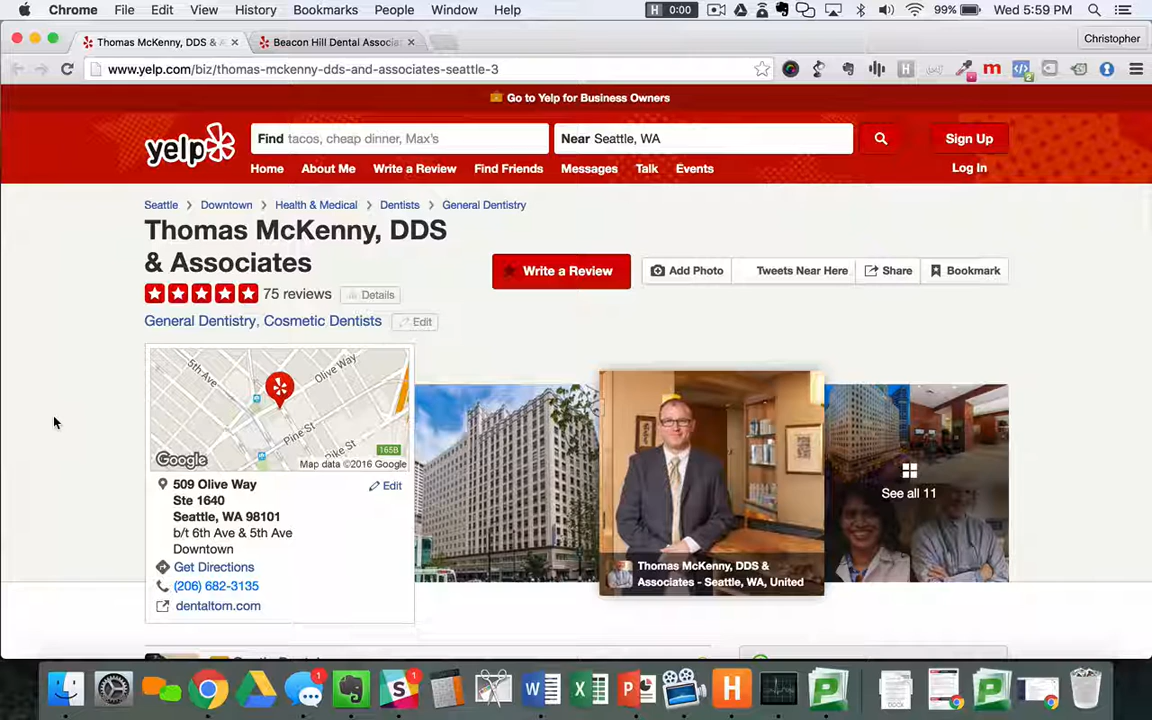 Chrome File Edit View History Bookmarks People Window Help H 0:00 99% Wed 5:59 PM
Thomas McKenny, DDS & A
Beacon Hill Dental Associat
Christopher
www.yelp.com/biz/thomas-mckenny-dds-and-associates-seattle-3
Go to Yelp for Business Owners
yelp
Find tacos, cheap dinner, Max's
Near Seattle, WA
Sign Up
Home About Me Write a Review Find Friends Messages Talk Events
Log In
Seattle Downtown Health & Medical Dentists General Dentistry
Thomas McKenny, DDS
& Associates
Write a Review
Add Photo
Tweets Near Here
Share
Bookmark
75 reviews
Details
General Dentistry, Cosmetic Dentists
Edit
5th Ave
Olive Way
Pine St
Pike St
165B
Google
Map data ©2016 Google
509 Olive Way
Edit
Ste 1640
Seattle, WA 98101
b/t 6th Ave & 5th Ave
Downtown
Get Directions
(206) 682-3135
dentaltom.com
See all 11
Thomas McKenny, DDS &
Associates - Seattle, WA, United